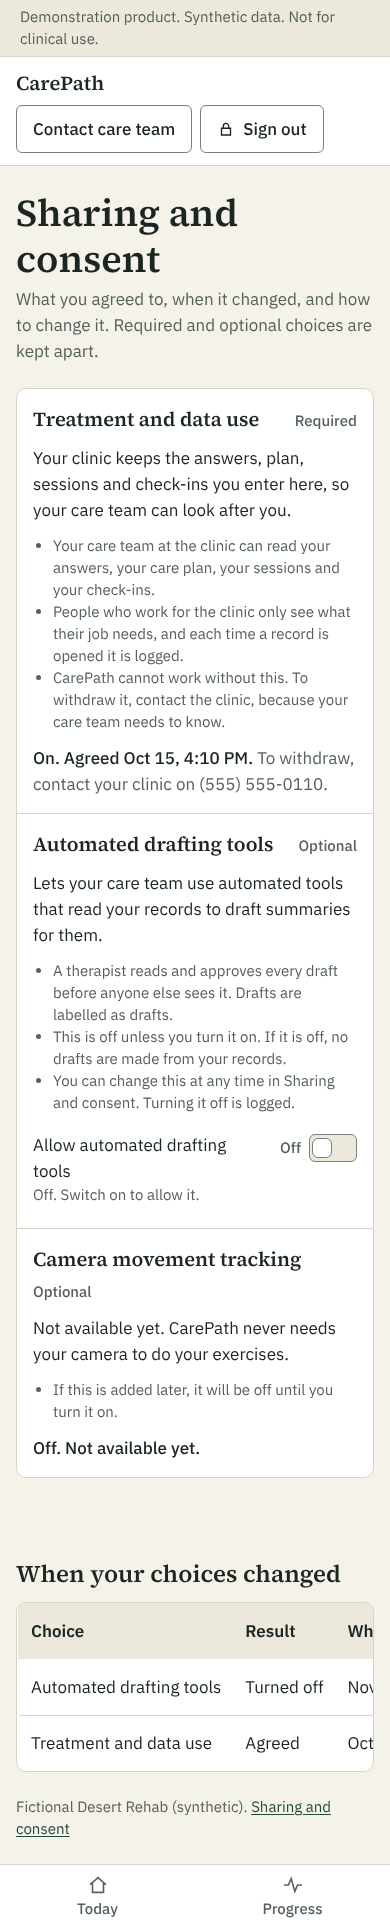 Demonstration product. Synthetic data. Not for
clinical use.
CarePath
Contact care team
Sign out
Sharing and
consent
What you agreed to, when it changed, and how
to change it. Required and optional choices are
kept apart.
Treatment and data use Required
Your clinic keeps the answers, plan,
sessions and check-ins you enter here, so
your care team can look after you.
• Your care team at the clinic can read your
answers, your care plan, your sessions and
your check-ins.
• People who work for the clinic only see what
their job needs, and each time a record is
opened it is logged.
• CarePath cannot work without this. To
withdraw it, contact the clinic, because your
care team needs to know.
On. Agreed Oct 15, 4:10 PM. To withdraw,
contact your clinic on (555) 555-0110.
Automated drafting tools Optional
Lets your care team use automated tools
that read your records to draft summaries
for them.
• A therapist reads and approves every draft
before anyone else sees it. Drafts are
labelled as drafts.
• This is off unless you turn it on. If it is off, no
drafts are made from your records.
• You can change this at any time in Sharing
and consent. Turning it off is logged.
Allow automated drafting
tools
Off
Off. Switch on to allow it.
Camera movement tracking
Optional
Not available yet. CarePath never needs
your camera to do your exercises.
• If this is added later, it will be off until you
turn it on.
Off. Not available yet.
When your choices changed
Choice Result Wh
Automated drafting tools Turned off Nov
Treatment and data use Agreed Oct
Fictional Desert Rehab (synthetic). Sharing and
consent
Today Progress